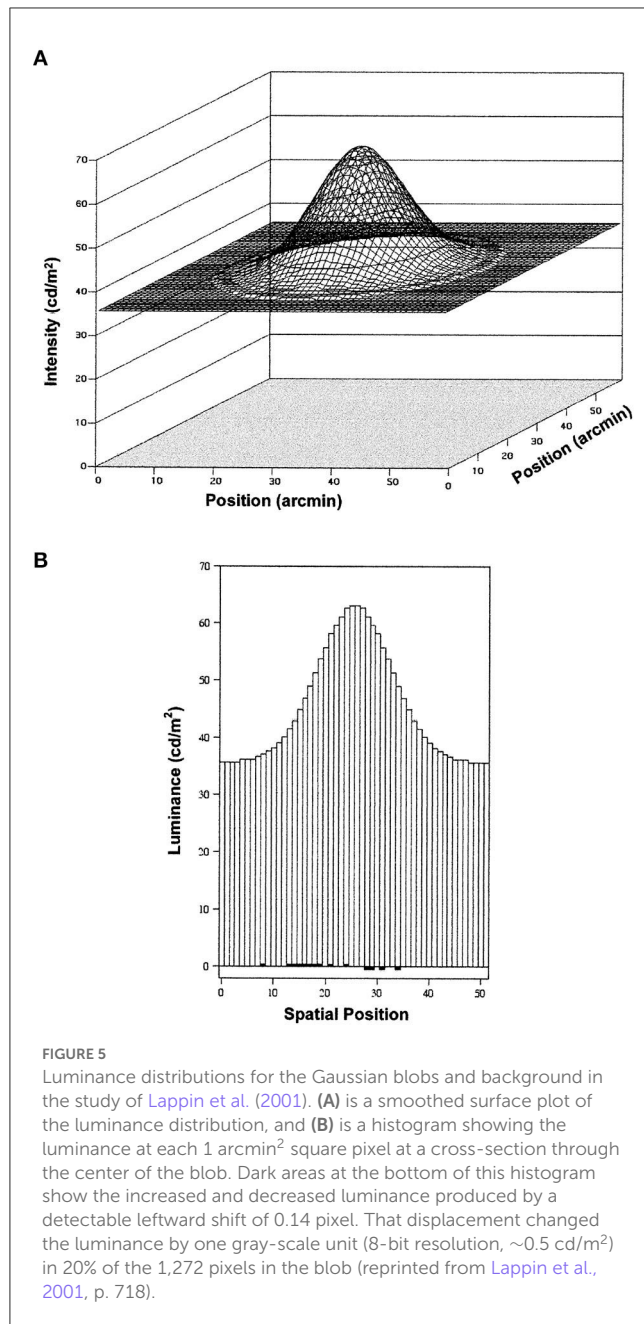 A
70
60
50
40
30
20
10
0
Intensity (cd/m²)
0 10 20 30 40 50
Position (arcmin)
0 10 20 30 40 50
Position (arcmin)
B
70
60
50
40
30
20
10
0
Luminance (cd/m²)
0 10 20 30 40 50
Spatial Position
FIGURE 5
Luminance distributions for the Gaussian blobs and background in
the study of Lappin et al. (2001). (A) is a smoothed surface plot of
the luminance distribution, and (B) is a histogram showing the
luminance at each 1 arcmin² square pixel at a cross-section through
the center of the blob. Dark areas at the bottom of this histogram
show the increased and decreased luminance produced by a
detectable leftward shift of 0.14 pixel. That displacement changed
the luminance by one gray-scale unit (8-bit resolution, ~0.5 cd/m²)
in 20% of the 1,272 pixels in the blob (reprinted from Lappin et al.,
2001, p. 718).